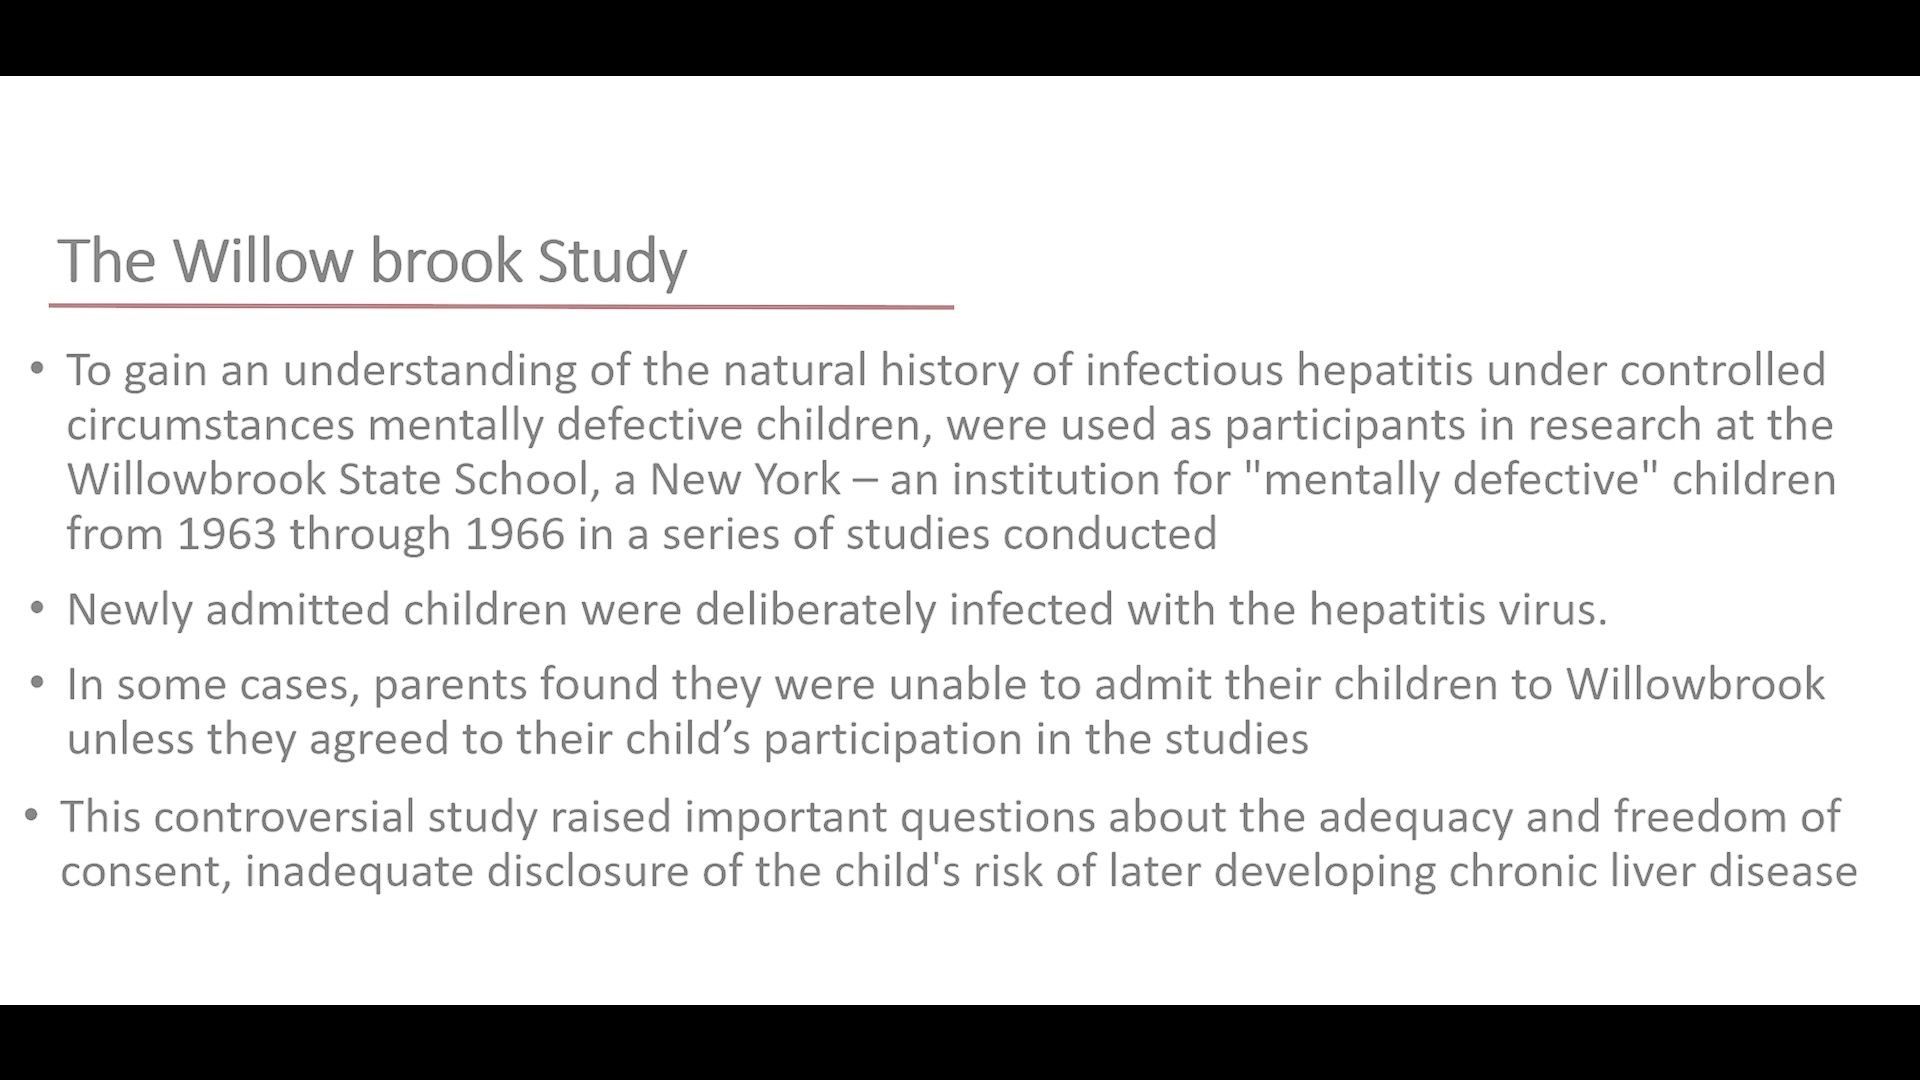 The Willow brook Study
• To gain an understanding of the natural history of infectious hepatitis under controlled
circumstances mentally defective children, were used as participants in research at the
Willowbrook State School, a New York – an institution for "mentally defective" children
from 1963 through 1966 in a series of studies conducted
• Newly admitted children were deliberately infected with the hepatitis virus.
• In some cases, parents found they were unable to admit their children to Willowbrook
unless they agreed to their child’s participation in the studies
• This controversial study raised important questions about the adequacy and freedom of
consent, inadequate disclosure of the child's risk of later developing chronic liver disease